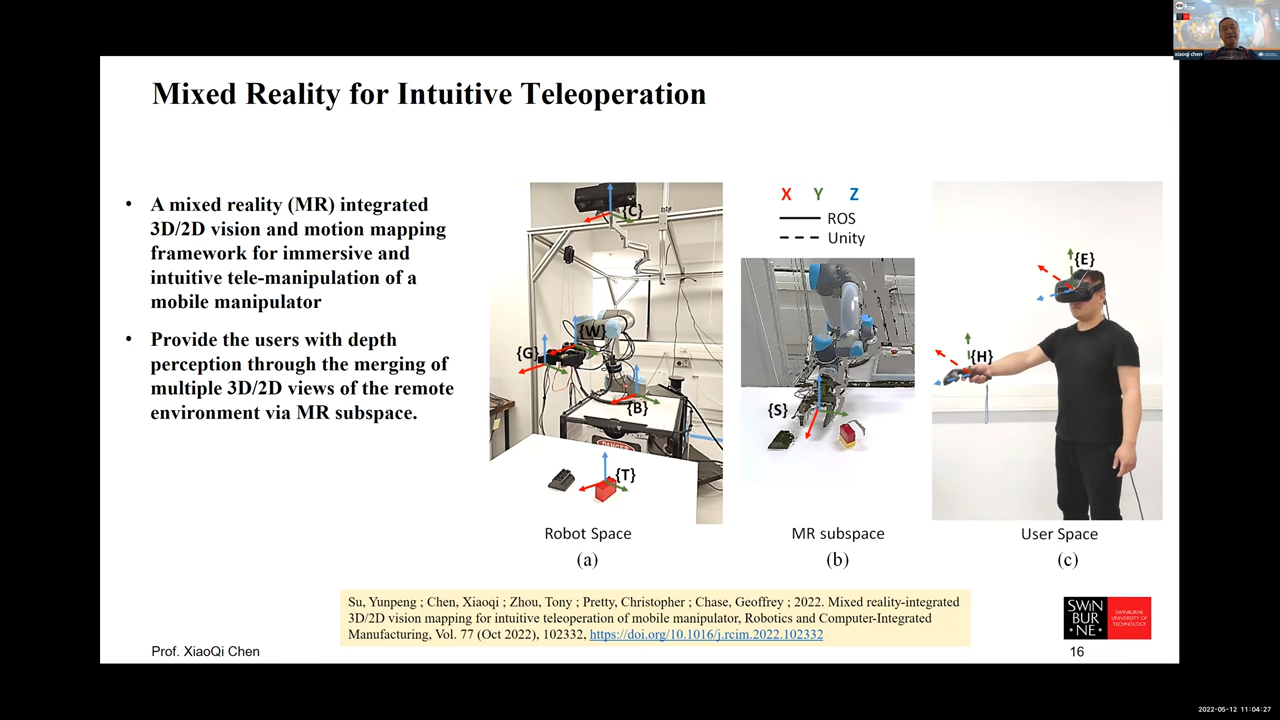 xiaoqi chen
Mixed Reality for Intuitive Teleoperation
• A mixed reality (MR) integrated
3D/2D vision and motion mapping
framework for immersive and
intuitive tele-manipulation of a
mobile manipulator
• Provide the users with depth
perception through the merging of
multiple 3D/2D views of the remote
environment via MR subspace.
{C}
{W}
{G}
{B}
DANGER
{T}
Robot Space
(a)
X Y Z
ROS
Unity
{S}
MR subspace
(b)
{E}
{H}
User Space
(c)
Su, Yunpeng ; Chen, Xiaoqi ; Zhou, Tony ; Pretty, Christopher ; Chase, Geoffrey ; 2022. Mixed reality-integrated
3D/2D vision mapping for intuitive teleoperation of mobile manipulator, Robotics and Computer-Integrated
Manufacturing, Vol. 77 (Oct 2022), 102332, https://doi.org/10.1016/j.rcim.2022.102332
SWIN
BUR
NE
SWINBURNE
UNIVERSITY OF
TECHNOLOGY
Prof. XiaoQi Chen
16
2022-05-12 11:04:27